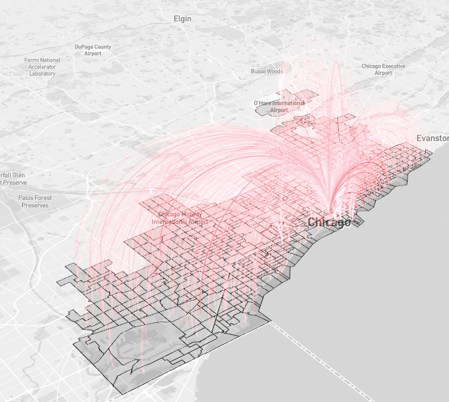 Elgin
DuPage County
Airport
Fermi National
Accelerator
Laboratory
Busse Woods
Chicago Executive
Airport
O'Hare International
Airport
Evanston
rfall Glen
l Preserve
Palos Forest
Preserves
Chicago Midway
International Airport
Chicago